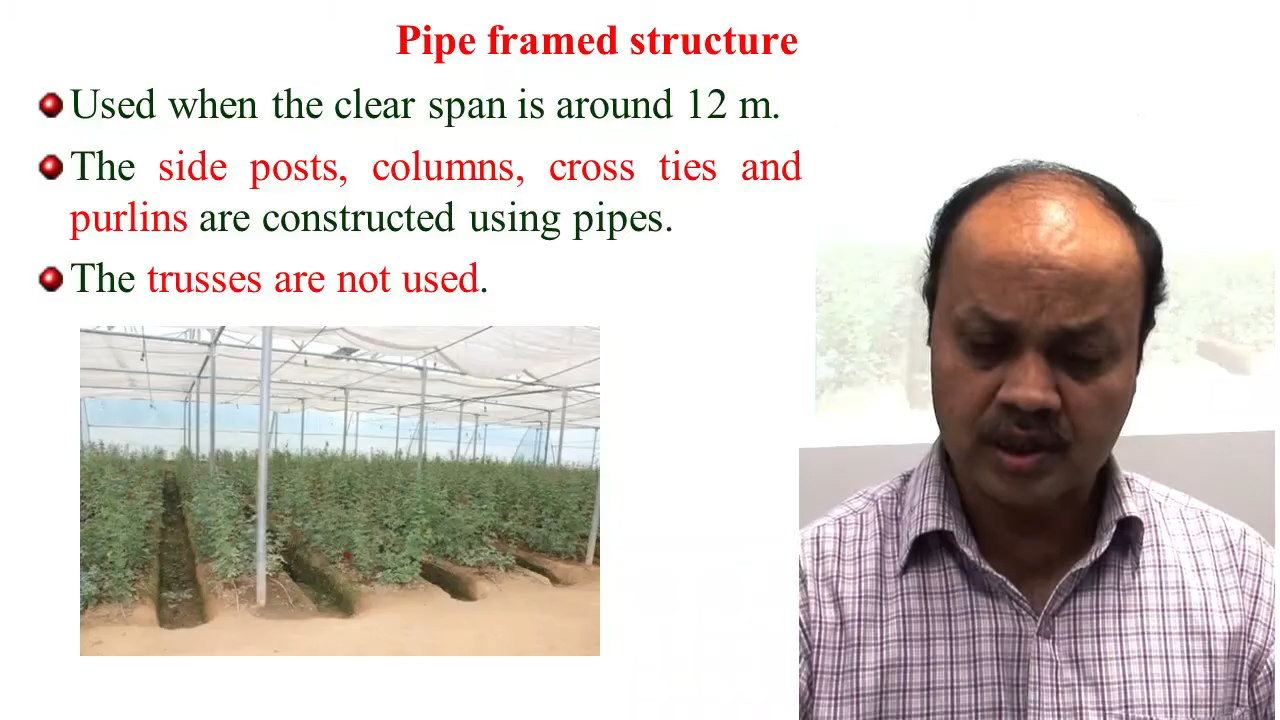 Pipe framed structure
Used when the clear span is around 12 m.
The side posts, columns, cross ties and
purlins are constructed using pipes.
The trusses are not used.